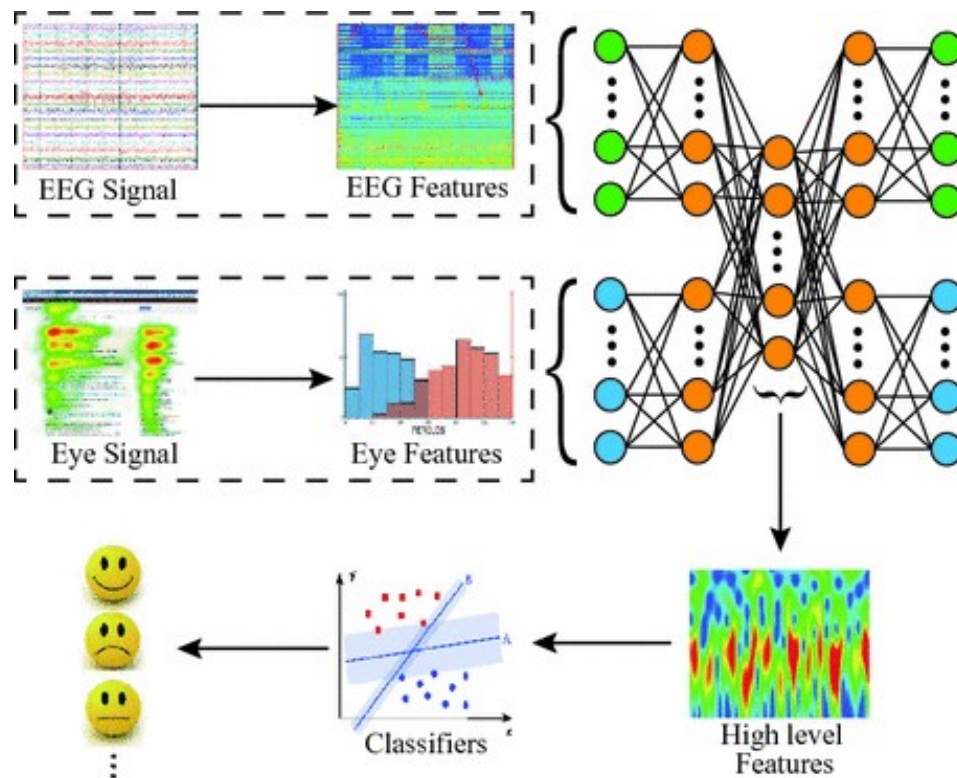 EEG Signal
EEG Features
Eye Signal
Eye Features
Classifiers
B
A
High level
Features